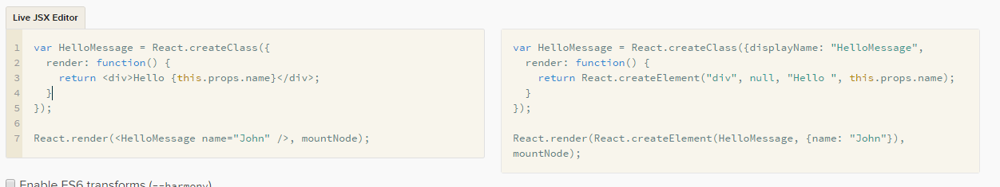 Live JSX Editor
1 var HelloMessage = React.createClass({
2   render: function() {
3     return <div>Hello {this.props.name}</div>;
4   }
5 });
6
7 React.render(<HelloMessage name="John" />, mountNode);
var HelloMessage = React.createClass({displayName: "HelloMessage",
  render: function() {
    return React.createElement("div", null, "Hello ", this.props.name);
  }
});
React.render(React.createElement(HelloMessage, {name: "John"}),
mountNode);
Enable ES6 transforms (--harmony)